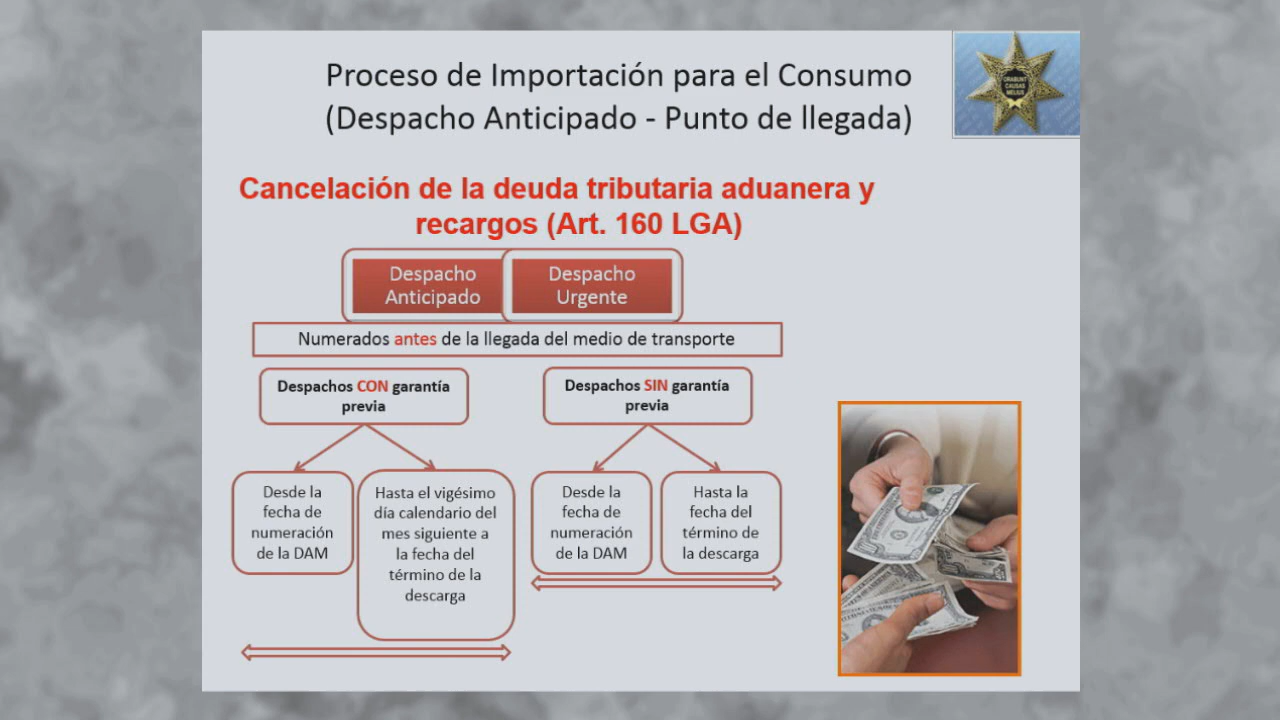 Proceso de Importación para el Consumo
(Despacho Anticipado - Punto de llegada)
ORABUNT
CAUSAS
MELIUS
Cancelación de la deuda tributaria aduanera y
recargos (Art. 160 LGA)
Despacho
Anticipado
Despacho
Urgente
Numerados antes de la llegada del medio de transporte
Despachos CON garantía
previa
Despachos SIN garantía
previa
Desde la
fecha de
numeración
de la DAM
Hasta el vigésimo
día calendario del
mes siguiente a
la fecha del
término de la
descarga
Desde la
fecha de
numeración
de la DAM
Hasta la
fecha del
término de
la descarga